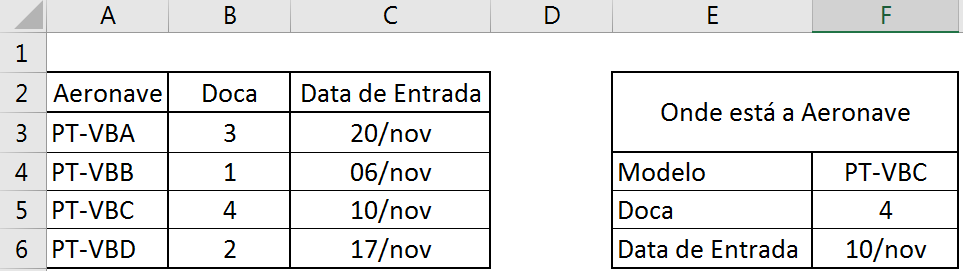 A B C D E F
1
2 Aeronave Doca Data de Entrada Onde está a Aeronave
3 PT-VBA 3 20/nov
4 PT-VBB 1 06/nov Modelo PT-VBC
5 PT-VBC 4 10/nov Doca 4
6 PT-VBD 2 17/nov Data de Entrada 10/nov